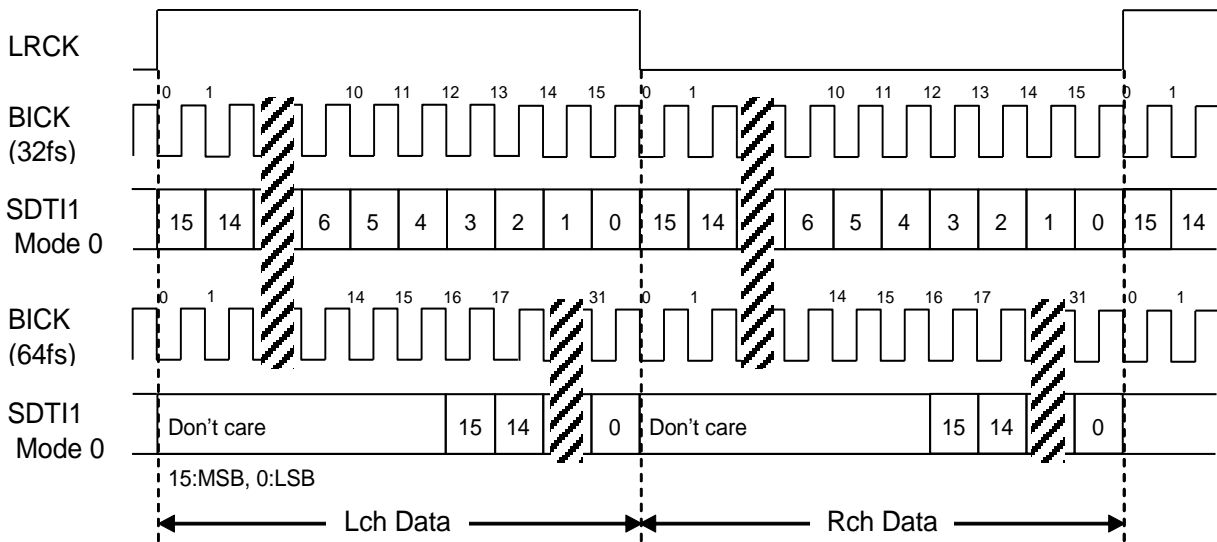 LRCK
0 1 10 11 12 13 14 15 0 1 10 11 12 13 14 15 0 1
BICK
(32fs)
SDTI1
Mode 0
15 14 6 5 4 3 2 1 0 15 14 6 5 4 3 2 1 0 15 14
0 1 14 15 16 17 31 0 1 14 15 16 17 31 0 1
BICK
(64fs)
SDTI1
Mode 0
Don't care 15 14 0 Don't care 15 14 0
15:MSB, 0:LSB
Lch Data Rch Data